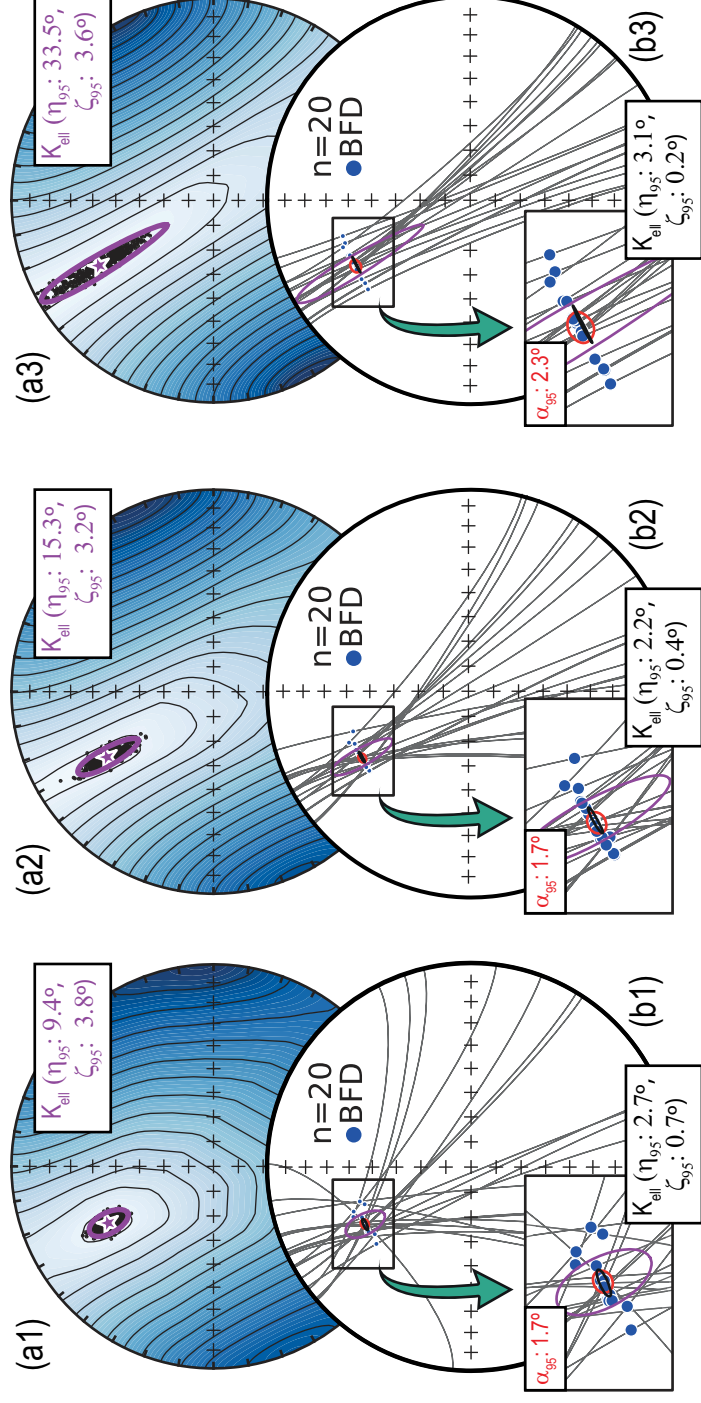 (a1)
K_ell (η₉₅: 9.4º,
ζ₉₅: 3.8º)
n=20
BFD
α₉₅: 1.7º
K_ell (η₉₅: 2.7º,
ζ₉₅: 0.7º)
(b1)
(a2)
K_ell (η₉₅: 15.3º,
ζ₉₅: 3.2º)
n=20
BFD
α₉₅: 1.7º
K_ell (η₉₅: 2.2º,
ζ₉₅: 0.4º)
(b2)
(a3)
K_ell (η₉₅: 33.5º,
ζ₉₅: 3.6º)
n=20
BFD
α₉₅: 2.3º
K_ell (η₉₅: 3.1º,
ζ₉₅: 0.2º)
(b3)